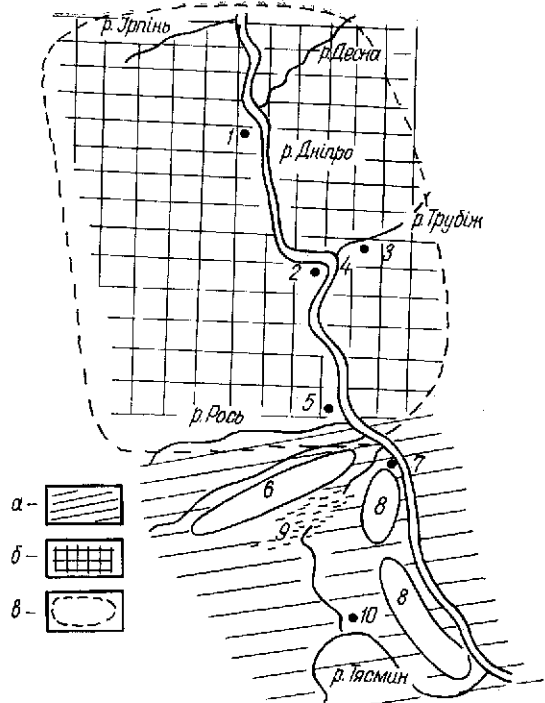 р. Ірпінь
р. Десна
1
р. Дніпро
р. Трубіж
2
4
3
5
р. Рось
7
6
8
а –
9
б –
8
в –
10
р. Тясмин